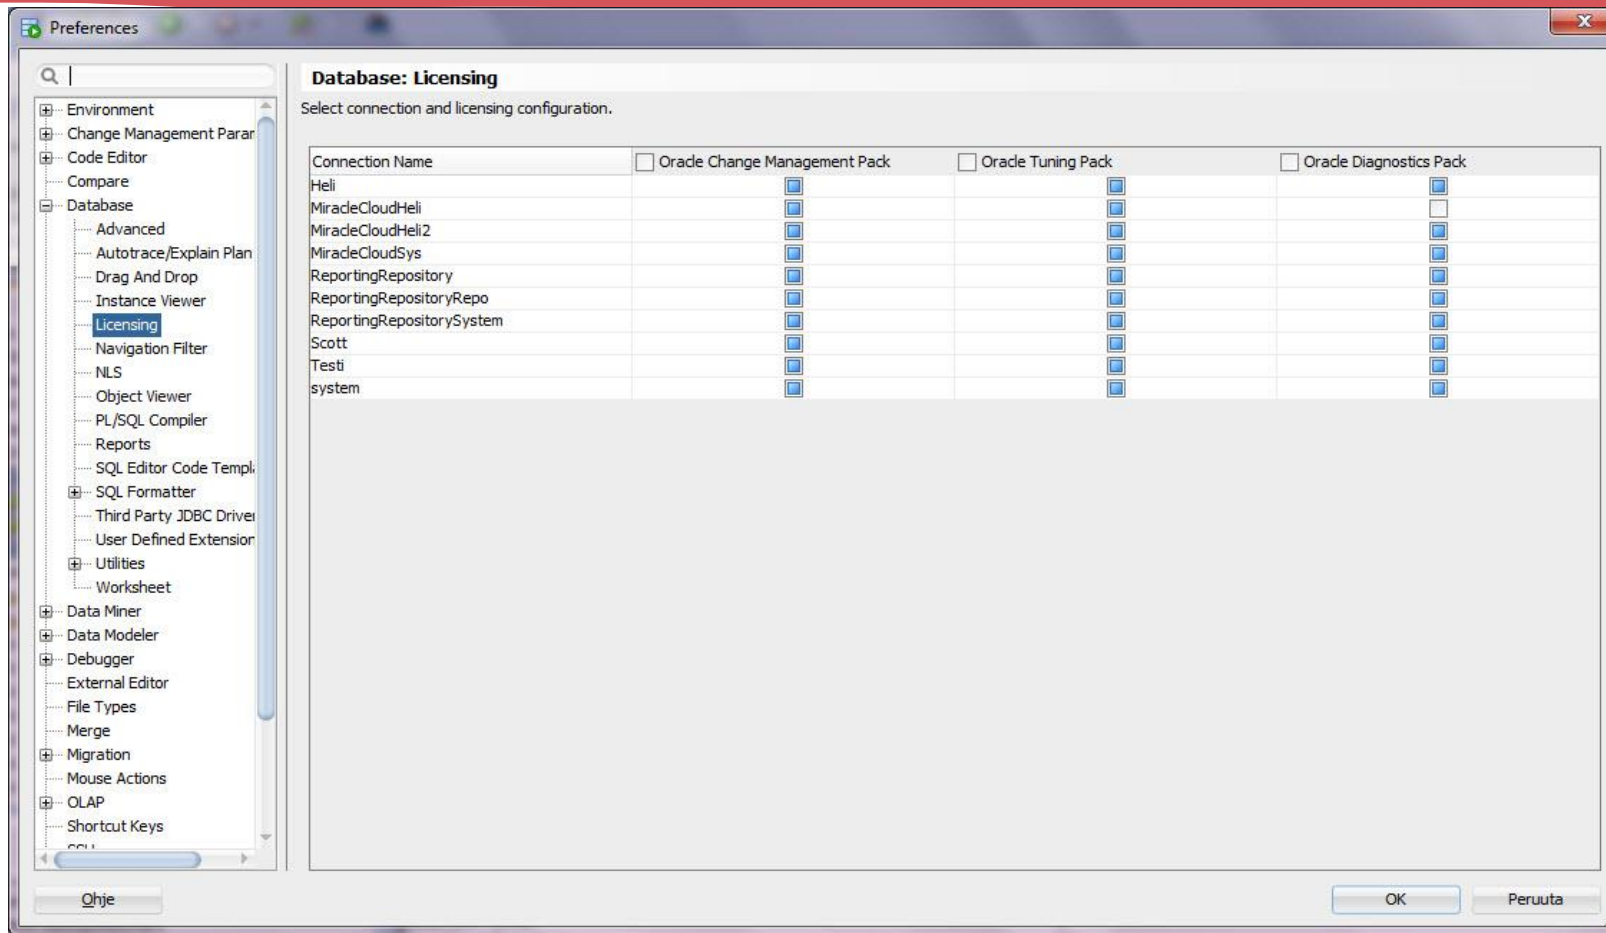 Preferences
Environment
Change Management Param
Code Editor
Compare
Database
Advanced
Autotrace/Explain Plan
Drag And Drop
Instance Viewer
Licensing
Navigation Filter
NLS
Object Viewer
PL/SQL Compiler
Reports
SQL Editor Code Templa
SQL Formatter
Third Party JDBC Driver
User Defined Extension
Utilities
Worksheet
Data Miner
Data Modeler
Debugger
External Editor
File Types
Merge
Migration
Mouse Actions
OLAP
Shortcut Keys
Database: Licensing
Select connection and licensing configuration.
Connection Name Oracle Change Management Pack Oracle Tuning Pack Oracle Diagnostics Pack
Heli
MiracleCloudHeli
MiracleCloudHeli2
MiracleCloudSys
ReportingRepository
ReportingRepositoryRepo
ReportingRepositorySystem
Scott
Testi
system
Ohje OK Peruuta